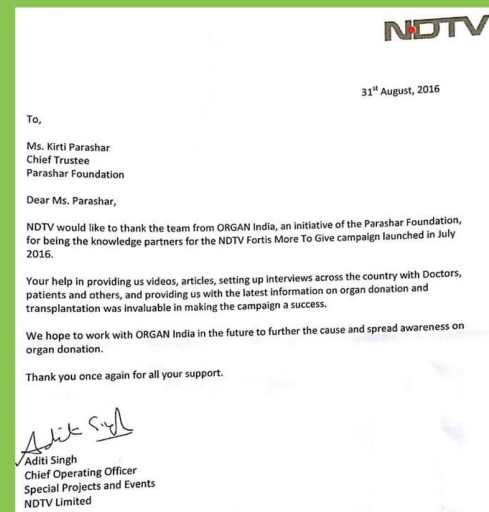 NDTV
31st August, 2016
To,
Ms. Kirti Parashar
Chief Trustee
Parashar Foundation
Dear Ms. Parashar,
NDTV would like to thank the team from ORGAN India, an initiative of the Parashar Foundation,
for being the knowledge partners for the NDTV Fortis More To Give campaign launched in July
2016.
Your help in providing us videos, articles, setting up interviews across the country with Doctors,
patients and others, and providing us with the latest information on organ donation and
transplantation was invaluable in making the campaign a success.
We hope to work with ORGAN India in the future to further the cause and spread awareness on
organ donation.
Thank you once again for all your support.
Aditi Singh
Aditi Singh
Chief Operating Officer
Special Projects and Events
NDTV Limited